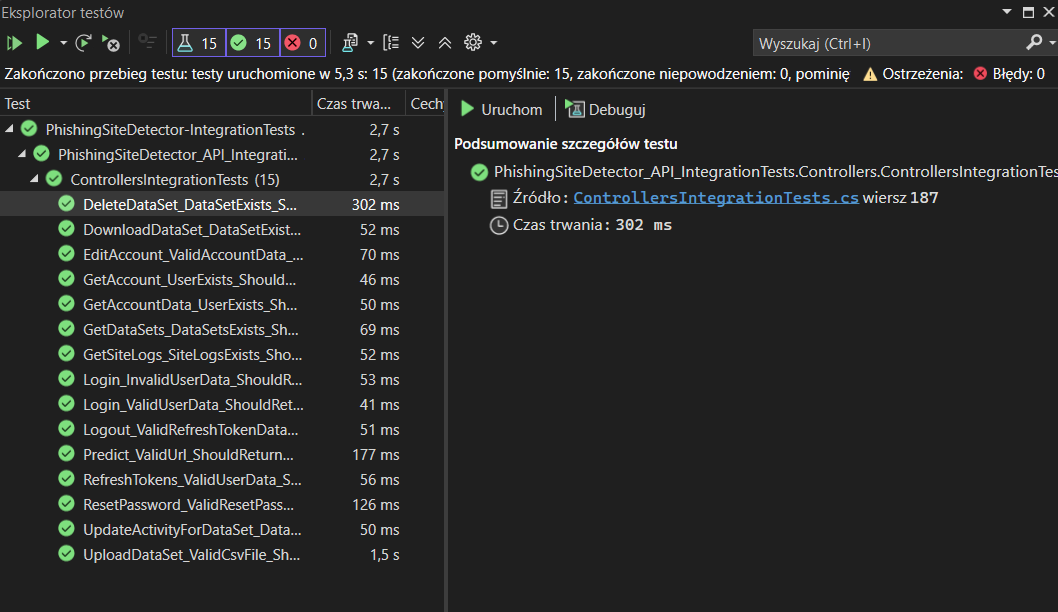 Eksplorator testów
15 15 0
Wyszukaj (Ctrl+I)
Zakończono przebieg testu: testy uruchomione w 5,3 s: 15 (zakończone pomyślnie: 15, zakończone niepowodzeniem: 0, pominię Ostrzeżenia: Błędy: 0
Test Czas trwa... Cechy
PhishingSiteDetector-IntegrationTests . 2,7 s
PhishingSiteDetector_API_Integrati... 2,7 s
ControllersIntegrationTests (15) 2,7 s
DeleteDataSet_DataSetExists_S... 302 ms
DownloadDataSet_DataSetExist... 52 ms
EditAccount_ValidAccountData_... 70 ms
GetAccount_UserExists_Should... 46 ms
GetAccountData_UserExists_Sh... 50 ms
GetDataSets_DataSetsExists_Sh... 69 ms
GetSiteLogs_SiteLogsExists_Sho... 52 ms
Login_InvalidUserData_ShouldR... 53 ms
Login_ValidUserData_ShouldRet... 41 ms
Logout_ValidRefreshTokenData... 51 ms
Predict_ValidUrl_ShouldReturn... 177 ms
RefreshTokens_ValidUserData_S... 56 ms
ResetPassword_ValidResetPass... 126 ms
UpdateActivityForDataSet_Data... 50 ms
UploadDataSet_ValidCsvFile_Sh... 1,5 s
Uruchom Debuguj
Podsumowanie szczegółów testu
PhishingSiteDetector_API_IntegrationTests.Controllers.ControllersIntegrationTes
Źródło: ControllersIntegrationTests.cs wiersz 187
Czas trwania: 302 ms